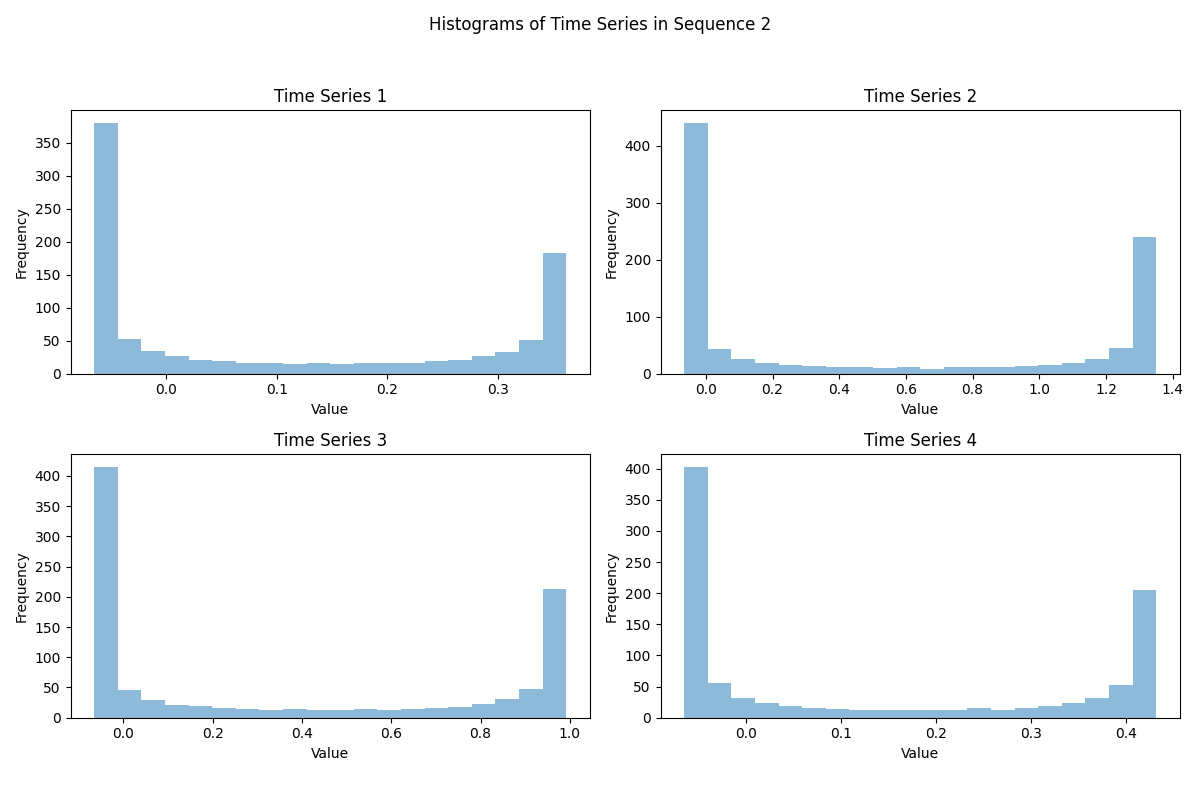 Histograms of Time Series in Sequence 2
Time Series 1
Frequency
350
300
250
200
150
100
50
0
0.0 0.1 0.2 0.3
Value
Time Series 2
Frequency
400
300
200
100
0
0.0 0.2 0.4 0.6 0.8 1.0 1.2 1.4
Value
Time Series 3
Frequency
400
350
300
250
200
150
100
50
0
0.0 0.2 0.4 0.6 0.8 1.0
Value
Time Series 4
Frequency
400
350
300
250
200
150
100
50
0
0.0 0.1 0.2 0.3 0.4
Value